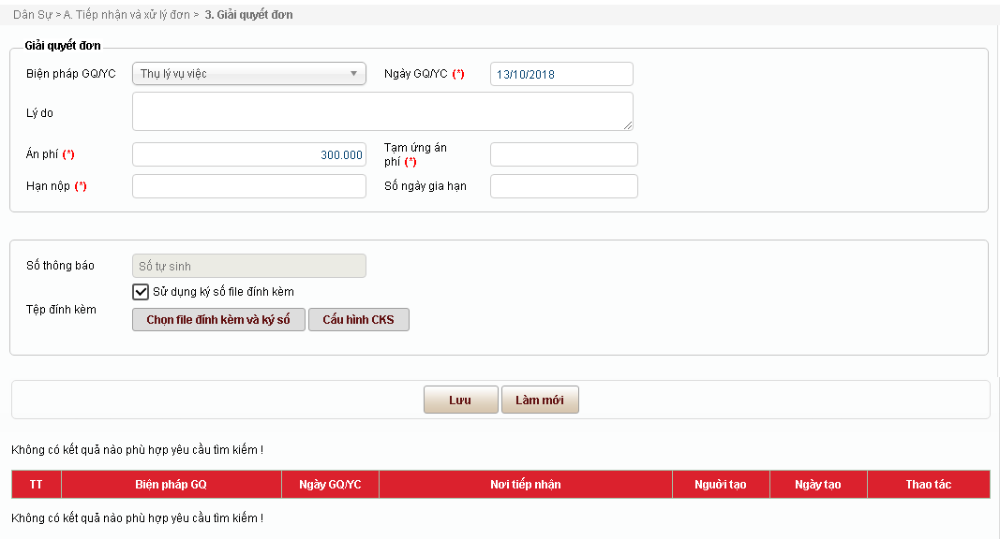 Dân Sự > A. Tiếp nhận và xử lý đơn > 3. Giải quyết đơn
Giải quyết đơn
Biện pháp GQ/YC Thụ lý vụ việc Ngày GQ/YC (*) 13/10/2018
Lý do
Án phí (*) 300.000 Tạm ứng án
phí (*)
Hạn nộp (*) Số ngày gia hạn
Số thông báo Số tự sinh
Sử dụng ký số file đính kèm
Tệp đính kèm
Chọn file đính kèm và ký số Cấu hình CKS
Lưu Làm mới
Không có kết quả nào phù hợp yêu cầu tìm kiếm !
TT Biện pháp GQ Ngày GQ/YC Nơi tiếp nhận Người tạo Ngày tạo Thao tác
Không có kết quả nào phù hợp yêu cầu tìm kiếm !